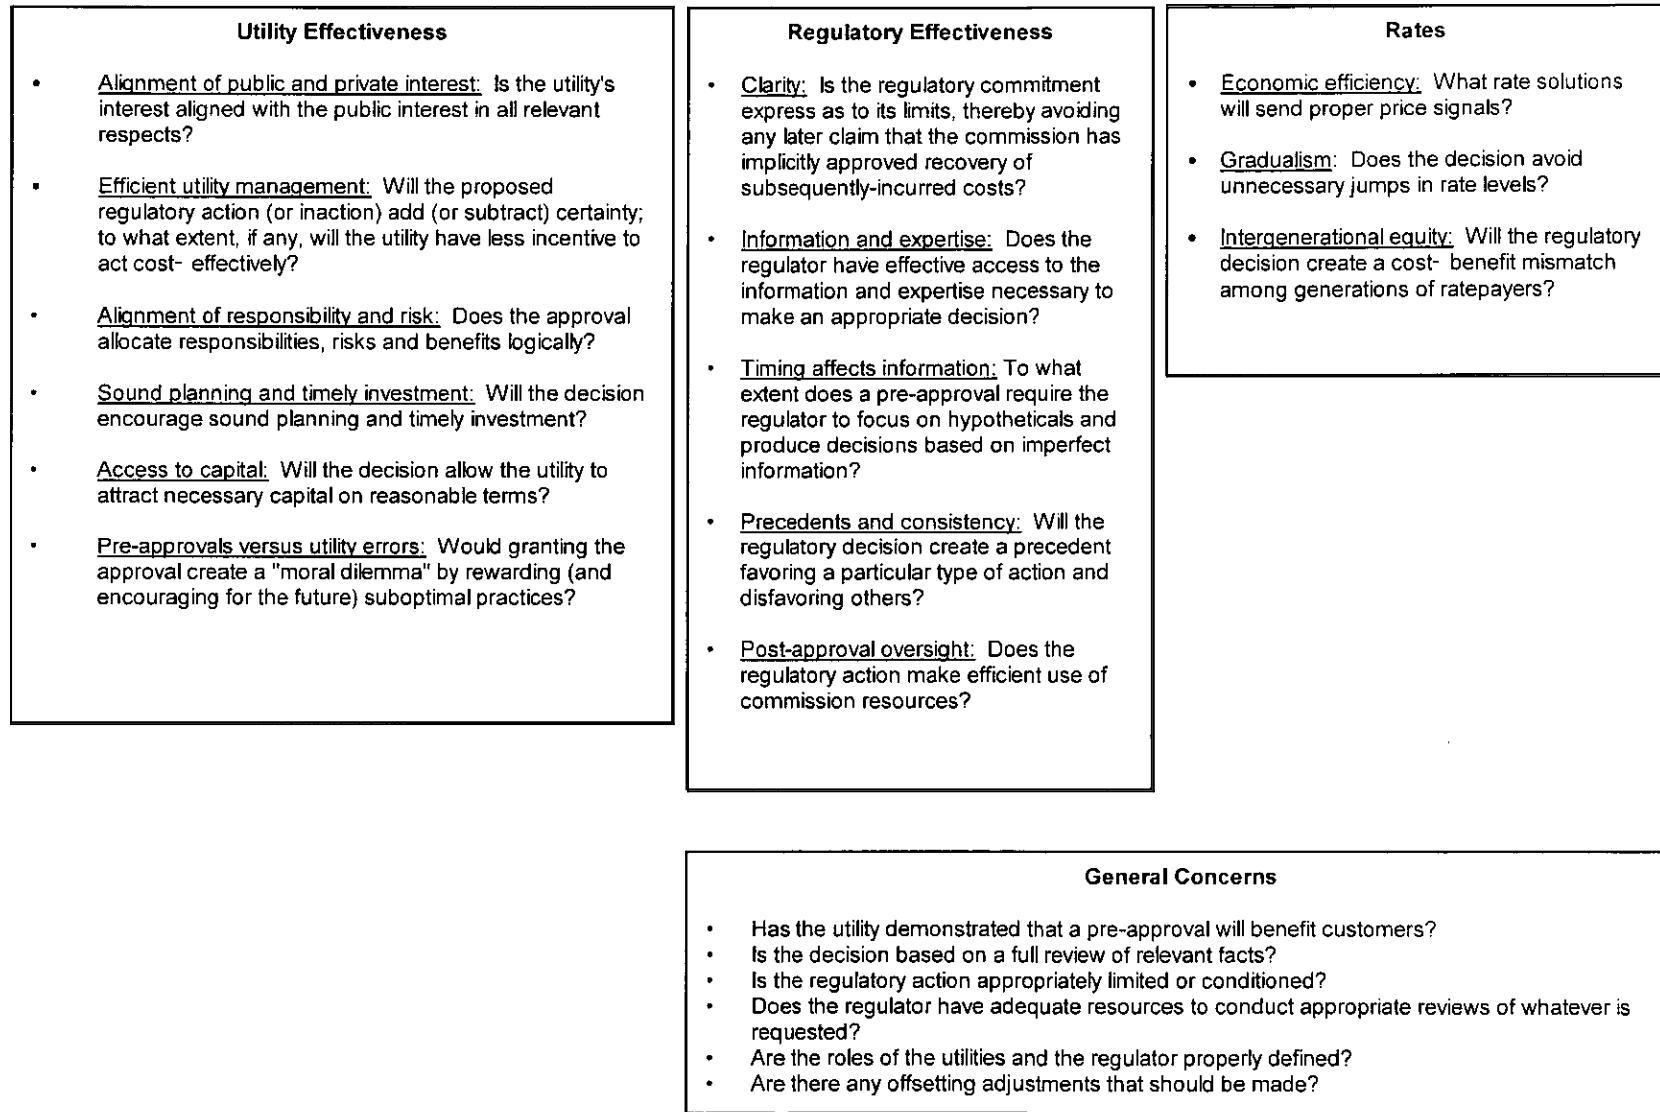 Utility Effectiveness
• Alignment of public and private interest: Is the utility's
interest aligned with the public interest in all relevant
respects?
• Efficient utility management: Will the proposed
regulatory action (or inaction) add (or subtract) certainty;
to what extent, if any, will the utility have less incentive to
act cost- effectively?
• Alignment of responsibility and risk: Does the approval
allocate responsibilities, risks and benefits logically?
• Sound planning and timely investment: Will the decision
encourage sound planning and timely investment?
• Access to capital: Will the decision allow the utility to
attract necessary capital on reasonable terms?
• Pre-approvals versus utility errors: Would granting the
approval create a "moral dilemma" by rewarding (and
encouraging for the future) suboptimal practices?
Regulatory Effectiveness
• Clarity: Is the regulatory commitment
express as to its limits, thereby avoiding
any later claim that the commission has
implicitly approved recovery of
subsequently-incurred costs?
• Information and expertise: Does the
regulator have effective access to the
information and expertise necessary to
make an appropriate decision?
• Timing affects information: To what
extent does a pre-approval require the
regulator to focus on hypotheticals and
produce decisions based on imperfect
information?
• Precedents and consistency: Will the
regulatory decision create a precedent
favoring a particular type of action and
disfavoring others?
• Post-approval oversight: Does the
regulatory action make efficient use of
commission resources?
Rates
• Economic efficiency: What rate solutions
will send proper price signals?
• Gradualism: Does the decision avoid
unnecessary jumps in rate levels?
• Intergenerational equity: Will the regulatory
decision create a cost- benefit mismatch
among generations of ratepayers?
General Concerns
• Has the utility demonstrated that a pre-approval will benefit customers?
• Is the decision based on a full review of relevant facts?
• Is the regulatory action appropriately limited or conditioned?
• Does the regulator have adequate resources to conduct appropriate reviews of whatever is
requested?
• Are the roles of the utilities and the regulator properly defined?
• Are there any offsetting adjustments that should be made?